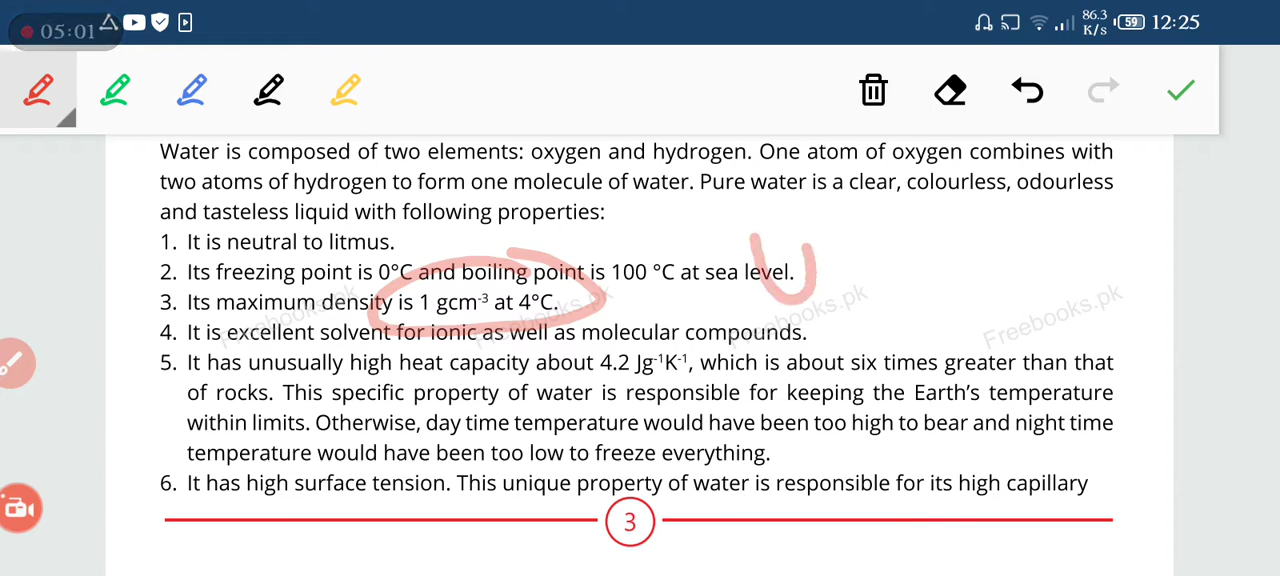 05:01
86.3
K/s
59
12:25
Water is composed of two elements: oxygen and hydrogen. One atom of oxygen combines with
two atoms of hydrogen to form one molecule of water. Pure water is a clear, colourless, odourless
and tasteless liquid with following properties:
1. It is neutral to litmus.
2. Its freezing point is 0°C and boiling point is 100 °C at sea level.
3. Its maximum density is 1 gcm⁻³ at 4°C.
4. It is excellent solvent for ionic as well as molecular compounds.
Freebooks.pk
Freebooks.pk
Freebooks.pk
Freebooks.pk
5. It has unusually high heat capacity about 4.2 Jg⁻¹K⁻¹, which is about six times greater than that
of rocks. This specific property of water is responsible for keeping the Earth’s temperature
within limits. Otherwise, day time temperature would have been too high to bear and night time
temperature would have been too low to freeze everything.
6. It has high surface tension. This unique property of water is responsible for its high capillary
3